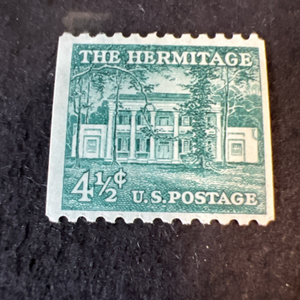 THE HERMITAGE
4½¢ U.S. POSTAGE